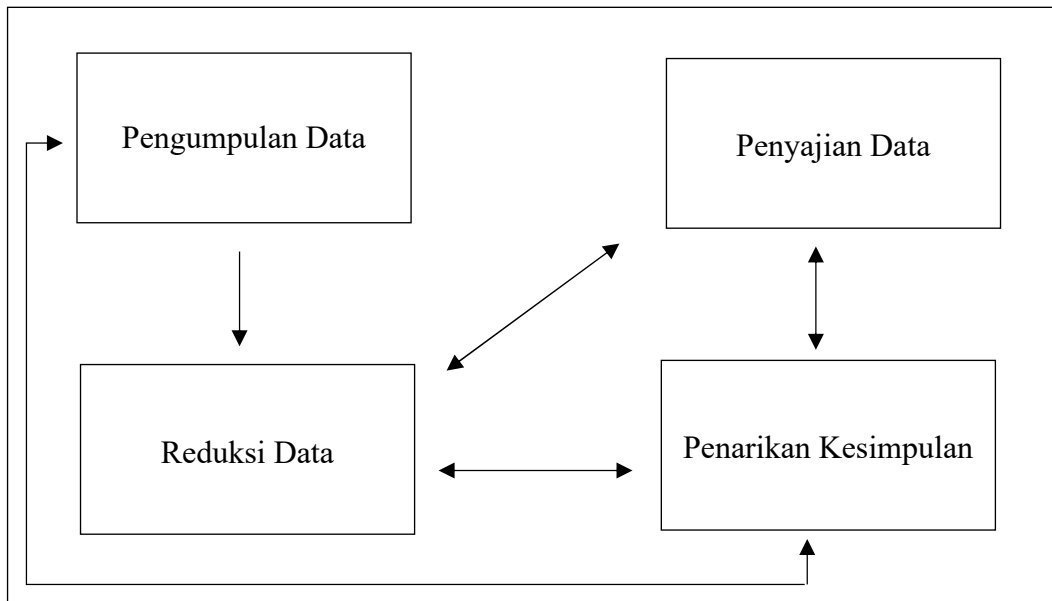 Pengumpulan Data
Penyajian Data
Reduksi Data
Penarikan Kesimpulan